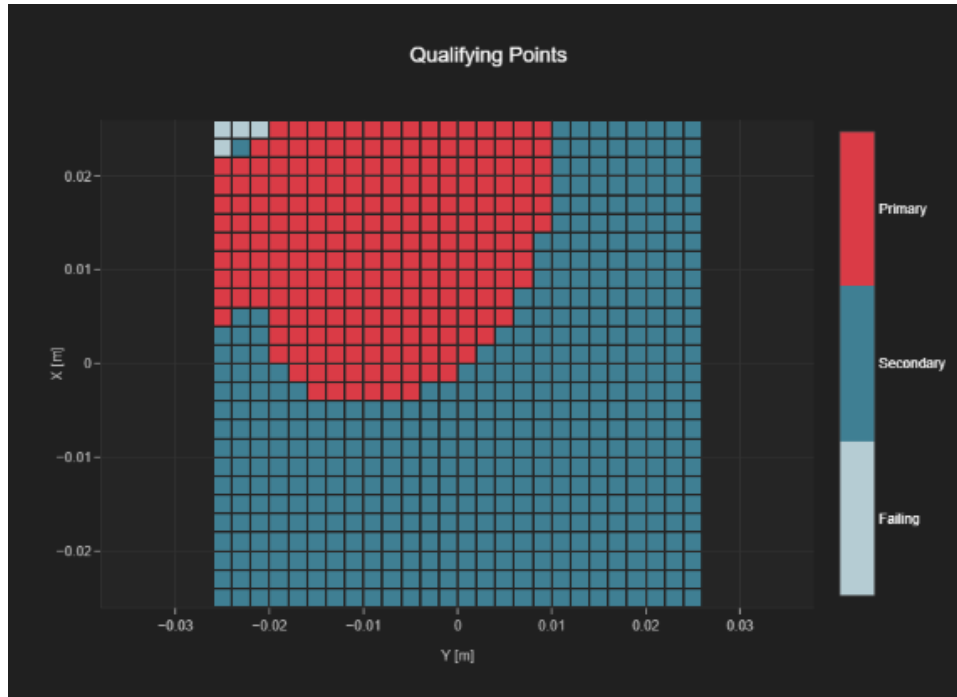 Qualifying Points
0.02
0.01
0
−0.01
−0.02
X [m]
−0.03
−0.02
−0.01
0
0.01
0.02
0.03
Y [m]
Primary
Secondary
Failing